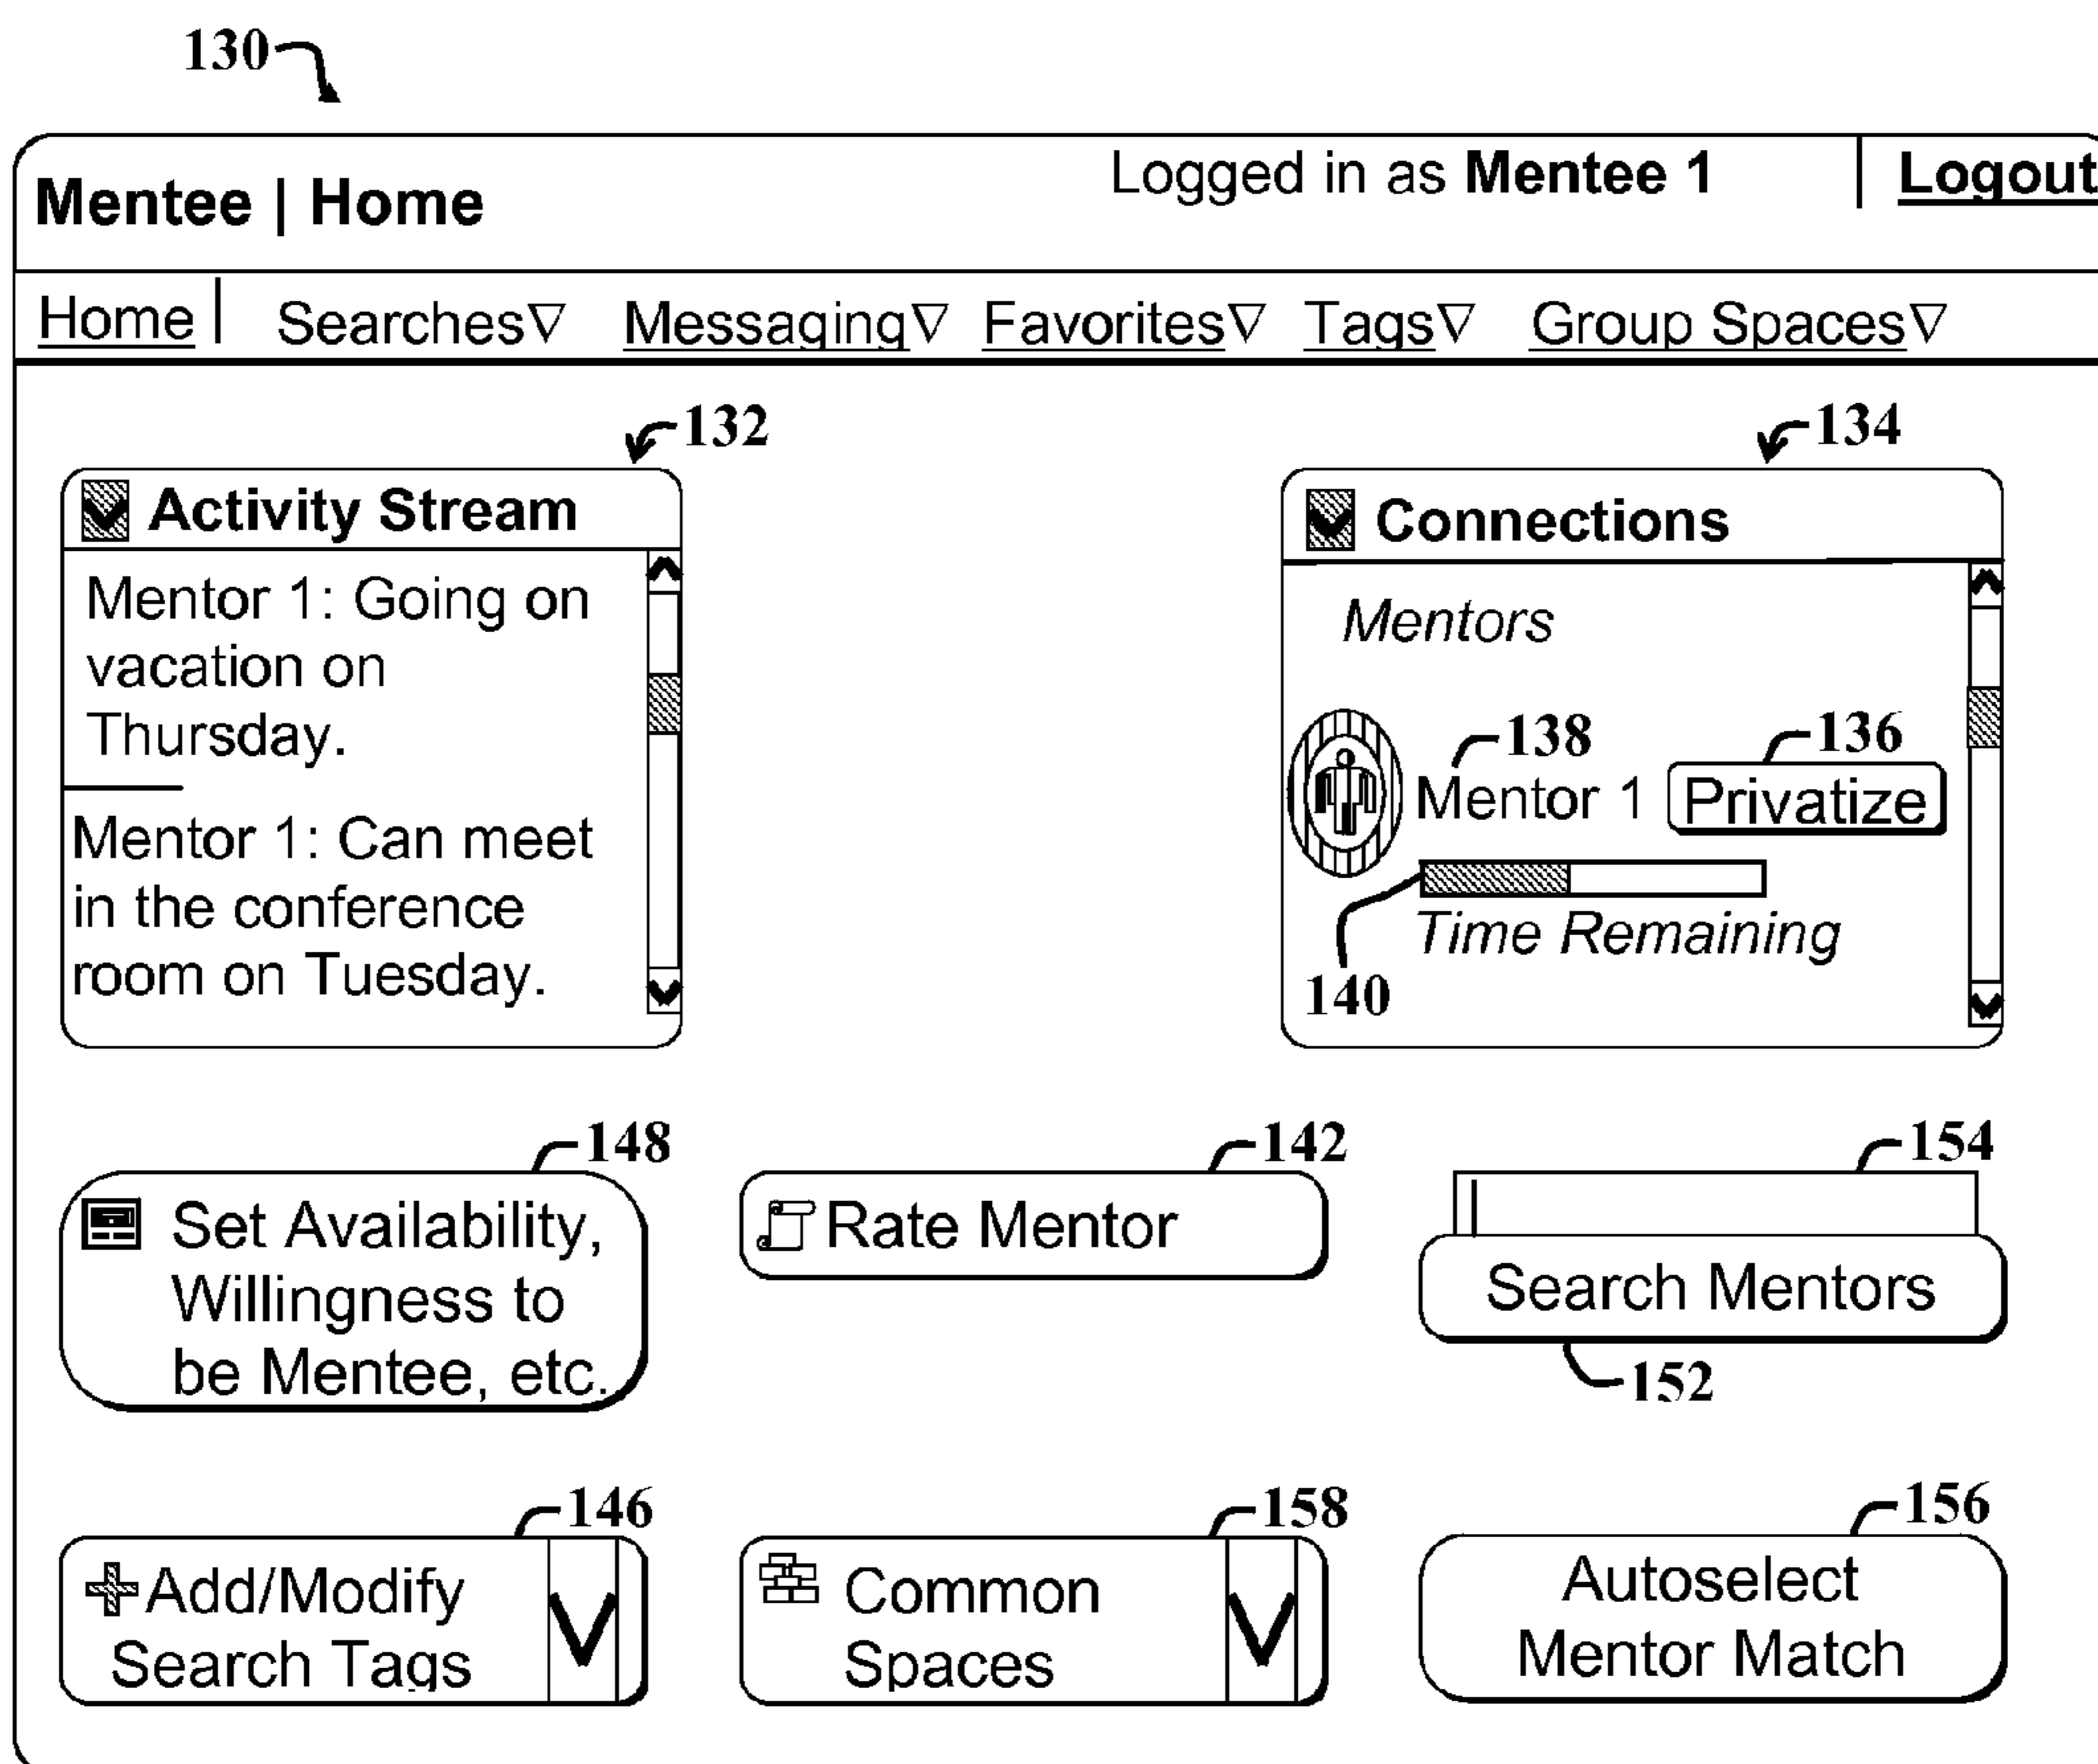 130
Mentee | Home
Logged in as Mentee 1
Logout
Home
Searches
Messaging
Favorites
Tags
Group Spaces
132
Activity Stream
Mentor 1: Going on
vacation on
Thursday.
Mentor 1: Can meet
in the conference
room on Tuesday.
134
Connections
Mentors
138
136
Mentor 1
Privatize
Time Remaining
140
148
Set Availability,
Willingness to
be Mentee, etc.
142
Rate Mentor
154
Search Mentors
152
146
Add/Modify
Search Tags
158
Common
Spaces
156
Autoselect
Mentor Match